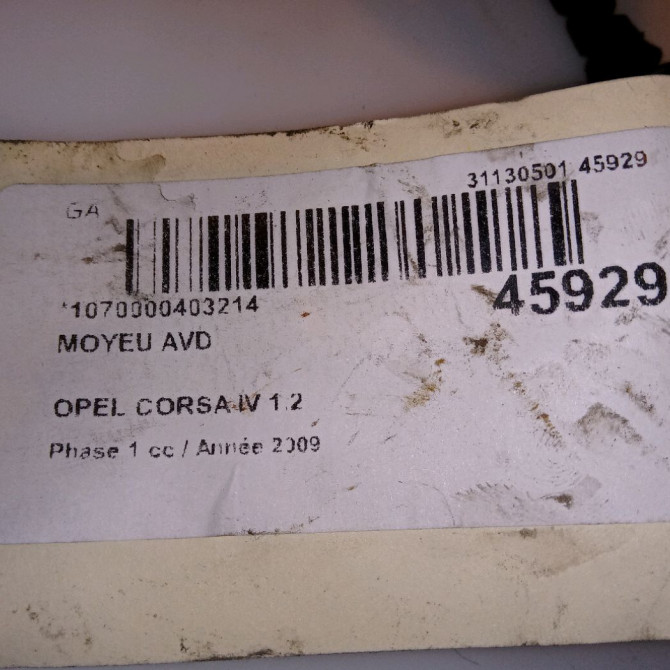 31130501 45929
GA
*1070000403214
45929
MOYEU AVD
OPEL CORSA IV 1.2
Phase 1 cc / Année 2009